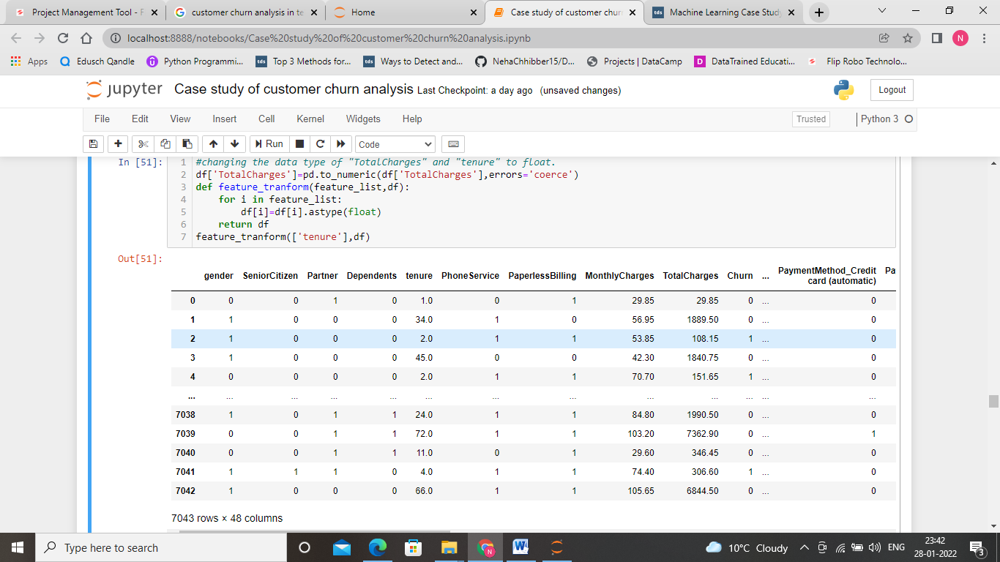 Project Management Tool - F
customer churn analysis in te
Home
Case study of customer churn
Machine Learning Case Study
localhost:8888/notebooks/Case%20study%20of%20customer%20churn%20analysis.ipynb
N
Apps
Edusch Qandle
Python Programmi...
tds Top 3 Methods for...
tds Ways to Detect and...
NehaChhibber15/D...
Projects | DataCamp
D DataTrained Educati...
Flip Robo Technolo...
jupyter Case study of customer churn analysis Last Checkpoint: a day ago (unsaved changes)
Logout
File Edit View Insert Cell Kernel Widgets Help
Trusted
Python 3
Run
Code
In [51]:
1 #changing the data type of "TotalCharges" and "tenure" to float.
2 df['TotalCharges']=pd.to_numeric(df['TotalCharges'],errors='coerce')
3 def feature_tranform(feature_list,df):
4     for i in feature_list:
5         df[i]=df[i].astype(float)
6     return df
7 feature_tranform(['tenure'],df)
Out[51]:
gender SeniorCitizen Partner Dependents tenure PhoneService PaperlessBilling MonthlyCharges TotalCharges Churn ... PaymentMethod_Credit card (automatic) Pa
0 0 0 1 0 1.0 0 1 29.85 29.85 0 ... 0
1 1 0 0 0 34.0 1 0 56.95 1889.50 0 ... 0
2 1 0 0 0 2.0 1 1 53.85 108.15 1 ... 0
3 1 0 0 0 45.0 0 0 42.30 1840.75 0 ... 0
4 0 0 0 0 2.0 1 1 70.70 151.65 1 ... 0
... ... ... ... ... ... ... ... ... ... ... ... ...
7038 1 0 1 1 24.0 1 1 84.80 1990.50 0 ... 0
7039 0 0 1 1 72.0 1 1 103.20 7362.90 0 ... 1
7040 0 0 1 1 11.0 0 1 29.60 346.45 0 ... 0
7041 1 1 1 0 4.0 1 1 74.40 306.60 1 ... 0
7042 1 0 0 0 66.0 1 1 105.65 6844.50 0 ... 0
7043 rows × 48 columns
Type here to search
10°C Cloudy
ENG
23:42
28-01-2022
3